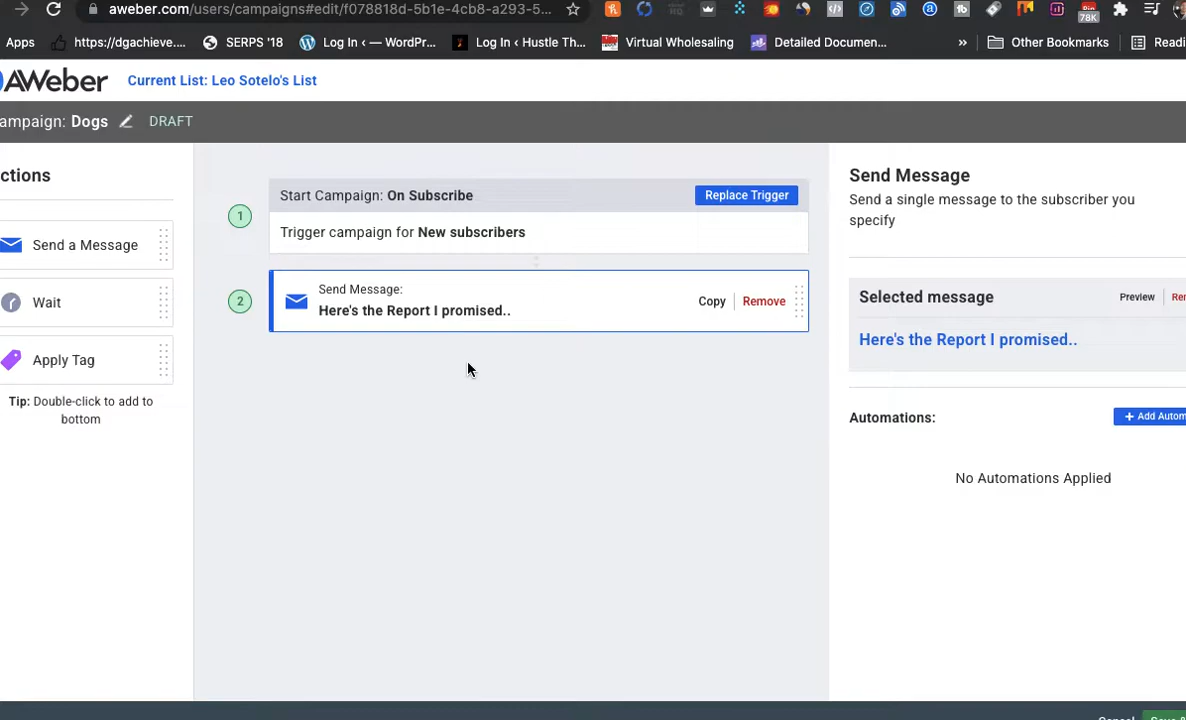 aweber.com/users/campaigns#edit/f078818d-5b1e-4cb8-a293-5...
78K
Apps https://dgachieve.... SERPS '18 Log In ‹ — WordPr... Log In ‹ Hustle Th... Virtual Wholesaling Detailed Documen... » Other Bookmarks Readi
AWeber Current List: Leo Sotelo's List
ampaign: Dogs DRAFT
ctions
Send a Message
Wait
Apply Tag
Tip: Double-click to add to
bottom
1
Start Campaign: On Subscribe Replace Trigger
Trigger campaign for New subscribers
2
Send Message:
Here's the Report I promised..
Copy Remove
Send Message
Send a single message to the subscriber you
specify
Selected message Preview Rer
Here's the Report I promised..
Automations: + Add Autom
No Automations Applied